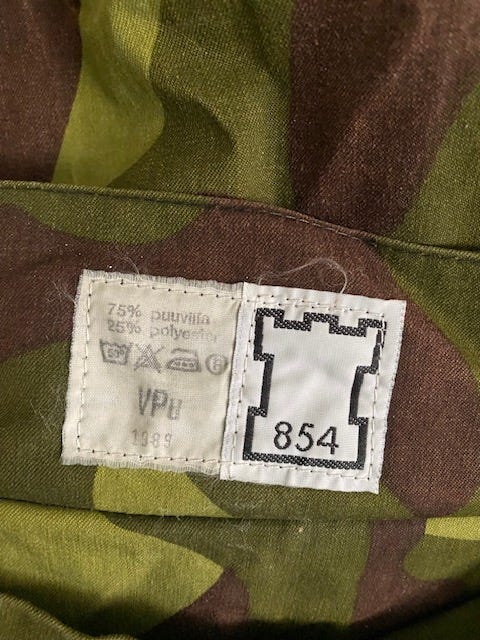 75% puuvilla
25% polyester
VPU
1989
854